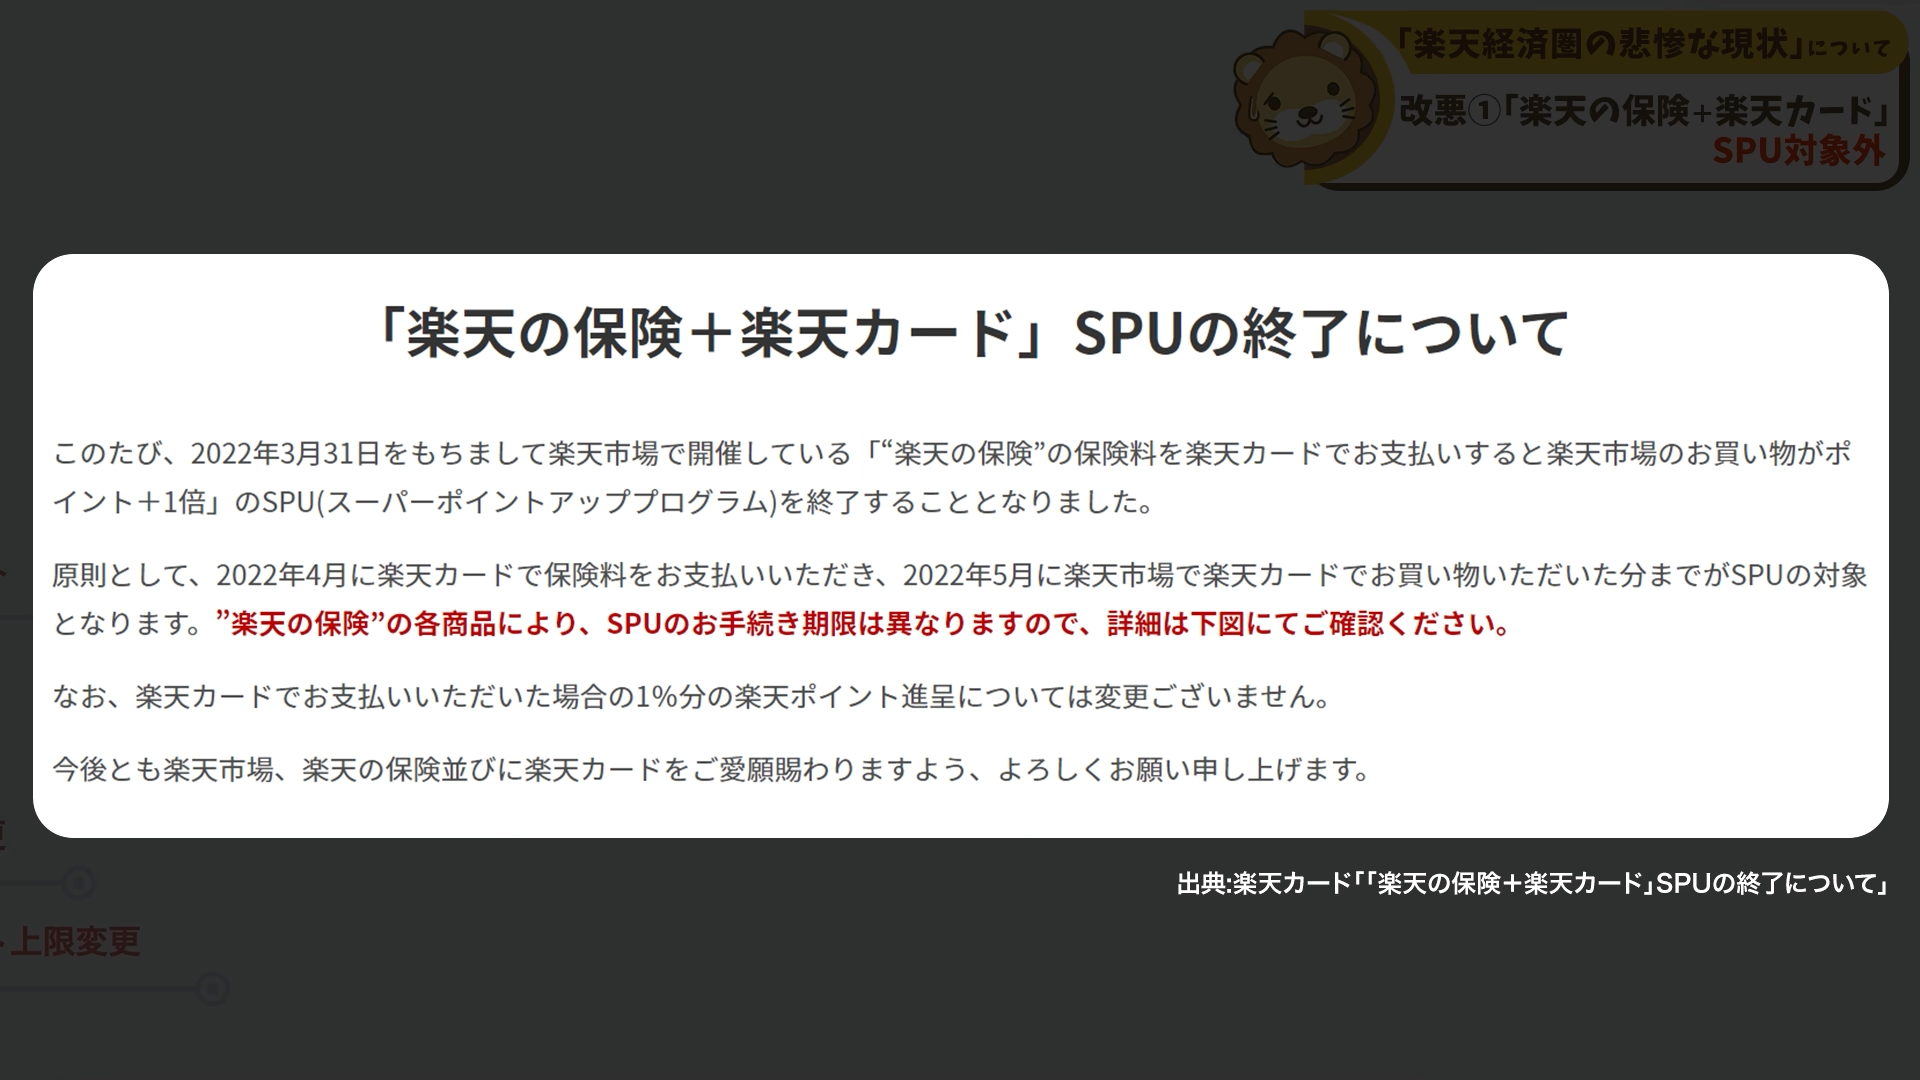 「楽天経済圏の悲惨な現状」について
改悪①「楽天の保険+楽天カード」
SPU対象外
「楽天の保険＋楽天カード」SPUの終了について
このたび、2022年3月31日をもちまして楽天市場で開催している「“楽天の保険”の保険料を楽天カードでお支払いすると楽天市場のお買い物がポ
イント＋1倍」のSPU(スーパーポイントアッププログラム)を終了することとなりました。
原則として、2022年4月に楽天カードで保険料をお支払いいただき、2022年5月に楽天市場で楽天カードでお買い物いただいた分までがSPUの対象
となります。”楽天の保険”の各商品により、SPUのお手続き期限は異なりますので、詳細は下図にてご確認ください。
なお、楽天カードでお支払いいただいた場合の1%分の楽天ポイント進呈については変更ございません。
今後とも楽天市場、楽天の保険並びに楽天カードをご愛願賜わりますよう、よろしくお願い申し上げます。
出典:楽天カード「「楽天の保険＋楽天カード」SPUの終了について」
上限変更